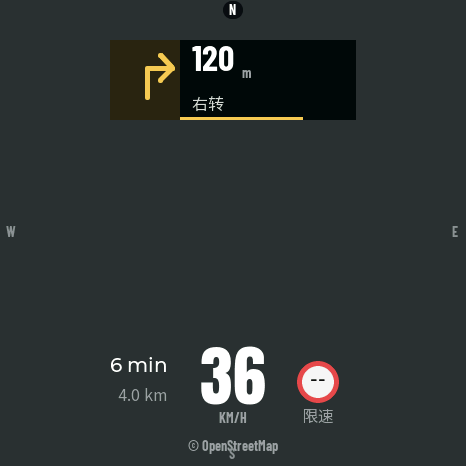 N
120 m
右转
W
E
6 min
4.0 km
36
KM/H
--
限速
© OpenStreetMap
S